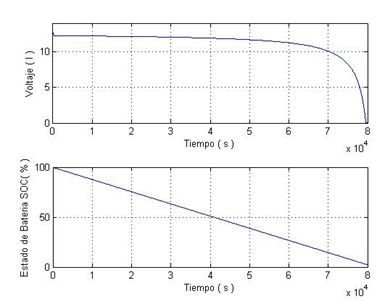 10
5
0
Voltaje ( l )
0 1 2 3 4 5 6 7 8
Tiempo ( s )
x 10^4
100
50
0
Estado de Bateria SOC( % )
0 1 2 3 4 5 6 7 8
Tiempo ( s )
x 10^4